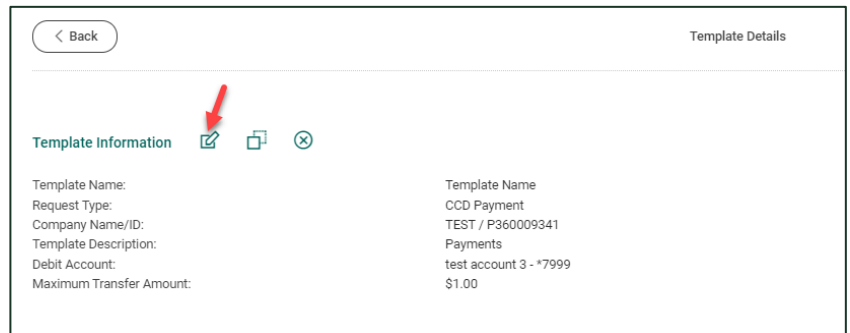 Back
Template Details
Template Information
Template Name: Template Name
Request Type: CCD Payment
Company Name/ID: TEST / P360009341
Template Description: Payments
Debit Account: test account 3 - *7999
Maximum Transfer Amount: $1.00